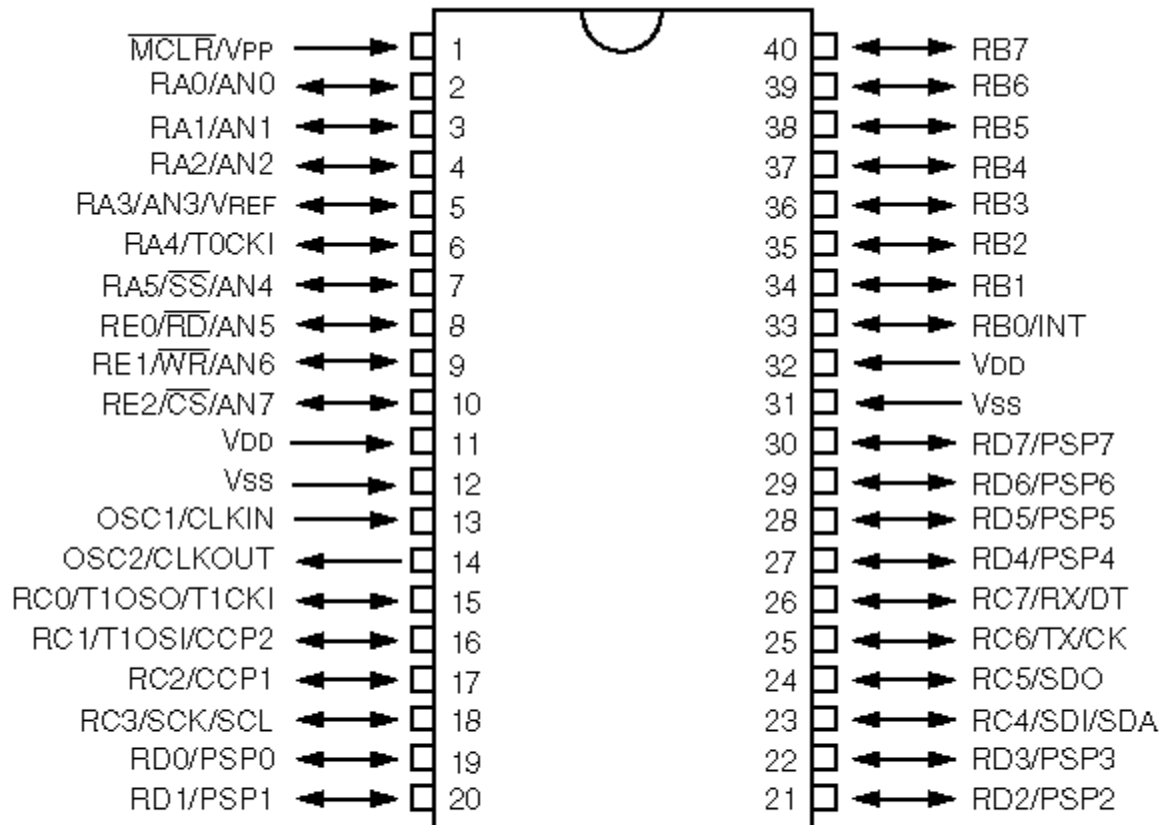 MCLR/VPP 1 40 RB7
RA0/AN0 2 39 RB6
RA1/AN1 3 38 RB5
RA2/AN2 4 37 RB4
RA3/AN3/VREF 5 36 RB3
RA4/T0CKI 6 35 RB2
RA5/SS/AN4 7 34 RB1
RE0/RD/AN5 8 33 RB0/INT
RE1/WR/AN6 9 32 VDD
RE2/CS/AN7 10 31 VSS
VDD 11 30 RD7/PSP7
VSS 12 29 RD6/PSP6
OSC1/CLKIN 13 28 RD5/PSP5
OSC2/CLKOUT 14 27 RD4/PSP4
RC0/T1OSO/T1CKI 15 26 RC7/RX/DT
RC1/T1OSI/CCP2 16 25 RC6/TX/CK
RC2/CCP1 17 24 RC5/SDO
RC3/SCK/SCL 18 23 RC4/SDI/SDA
RD0/PSP0 19 22 RD3/PSP3
RD1/PSP1 20 21 RD2/PSP2